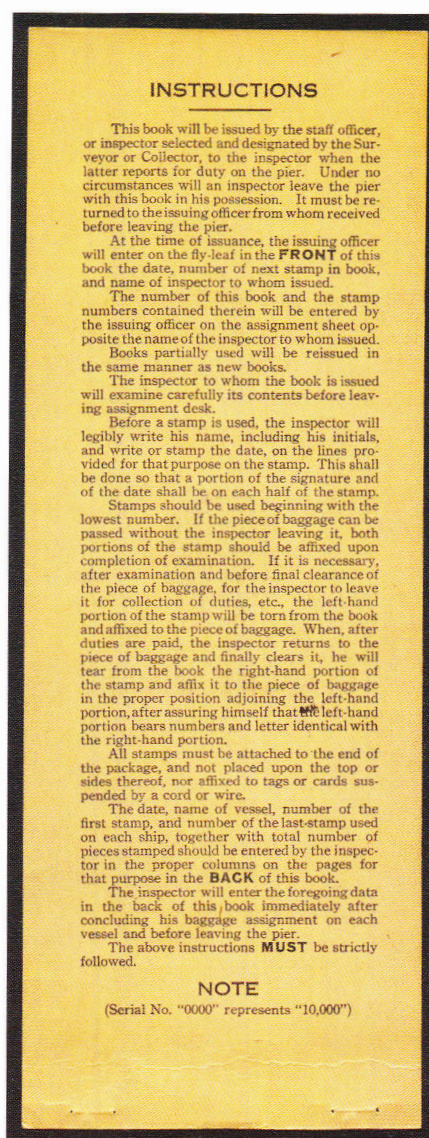 INSTRUCTIONS
This book will be issued by the staff officer,
or inspector selected and designated by the Sur-
veyor or Collector, to the inspector when the
latter reports for duty on the pier. Under no
circumstances will an inspector leave the pier
with this book in his possession. It must be re-
turned to the issuing officer from whom received
before leaving the pier.
At the time of issuance, the issuing officer
will enter on the fly-leaf in the FRONT of this
book the date, number of next stamp in book,
and name of inspector to whom issued.
The number of this book and the stamp
numbers contained therein will be entered by
the issuing officer on the assignment sheet op-
posite the name of the inspector to whom issued.
Books partially used will be reissued in
the same manner as new books.
The inspector to whom the book is issued
will examine carefully its contents before leav-
ing assignment desk.
Before a stamp is used, the inspector will
legibly write his name, including his initials,
and write or stamp the date, on the lines pro-
vided for that purpose on the stamp. This shall
be done so that a portion of the signature and
of the date shall be on each half of the stamp.
Stamps should be used beginning with the
lowest number. If the piece of baggage can be
passed without the inspector leaving it, both
portions of the stamp should be affixed upon
completion of examination. If it is necessary,
after examination and before final clearance of
the piece of baggage, for the inspector to leave
it for collection of duties, etc., the left-hand
portion of the stamp will be torn from the book
and affixed to the piece of baggage. When, after
duties are paid, the inspector returns to the
piece of baggage and finally clears it, he will
tear from the book the right-hand portion of
the stamp and affix it to the piece of baggage
in the proper position adjoining the left-hand
portion, after assuring himself that the left-hand
portion bears numbers and letter identical with
the right-hand portion.
All stamps must be attached to the end of
the package, and not placed upon the top or
sides thereof, nor affixed to tags or cards sus-
pended by a cord or wire.
The date, name of vessel, number of the
first stamp, and number of the last stamp used
on each ship, together with total number of
pieces stamped should be entered by the inspec-
tor in the proper columns on the pages for
that purpose in the BACK of this book.
The inspector will enter the foregoing data
in the back of this book immediately after
concluding his baggage assignment on each
vessel and before leaving the pier.
The above instructions MUST be strictly
followed.
NOTE
(Serial No. "0000" represents "10,000")